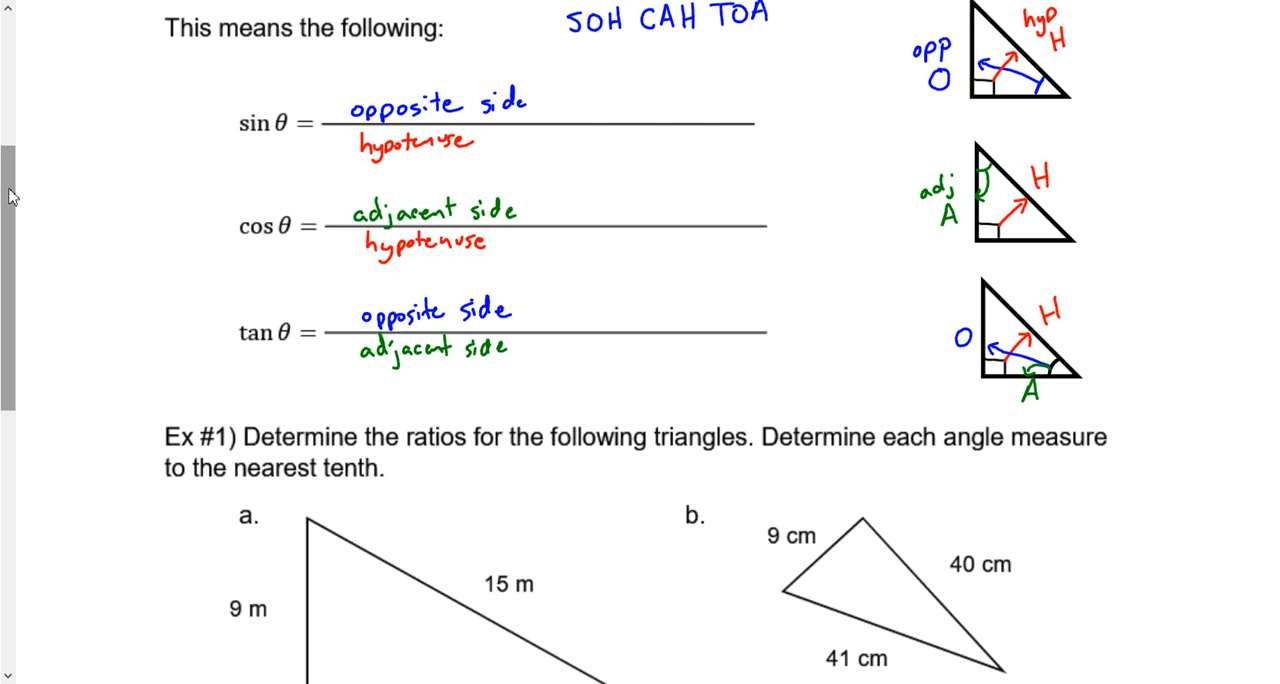 This means the following:
SOH CAH TOA
hyp
H
opp
O
sin θ =
opposite side
hypotenuse
adj
A
H
cos θ =
adjacent side
hypotenuse
tan θ =
opposite side
adjacent side
O
H
A
Ex #1) Determine the ratios for the following triangles. Determine each angle measure
to the nearest tenth.
a.
9 m
15 m
b.
9 cm
40 cm
41 cm